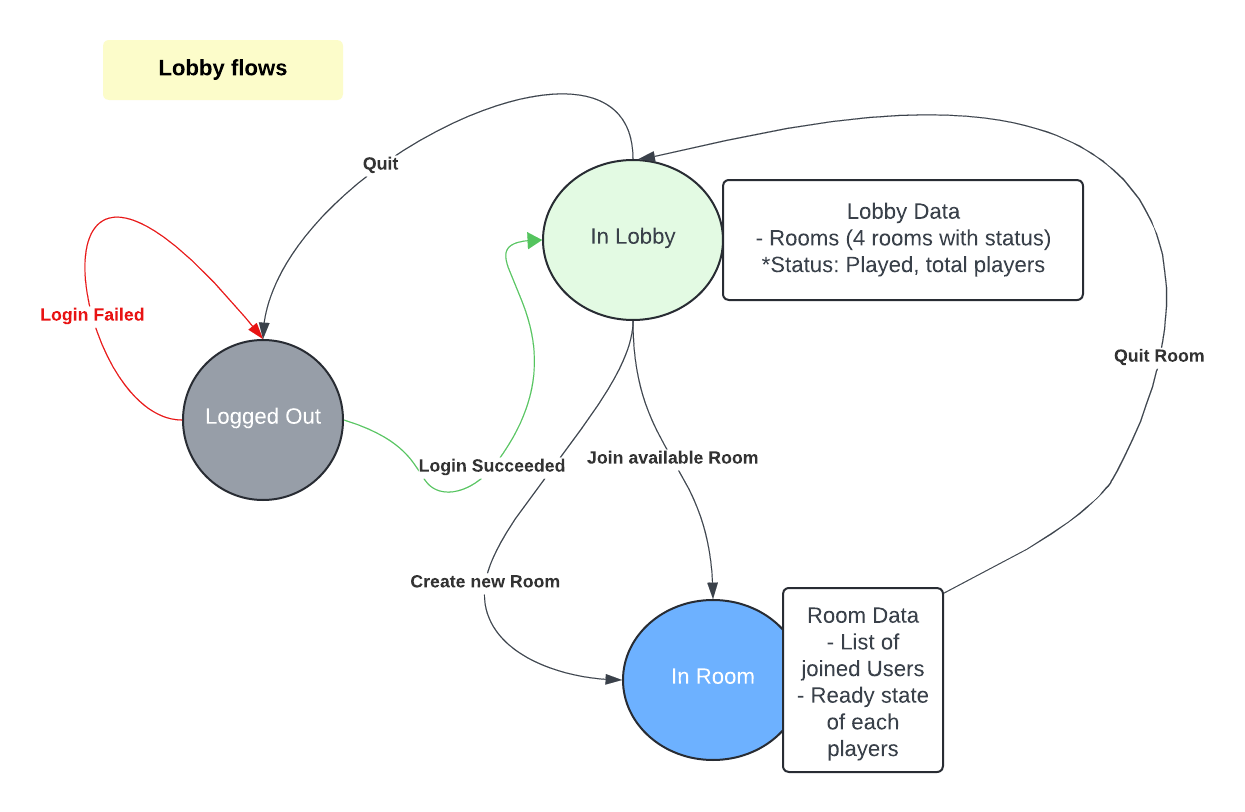 Lobby flows
Quit
In Lobby
Lobby Data
- Rooms (4 rooms with status)
*Status: Played, total players
Login Failed
Quit Room
Logged Out
Login Succeeded
Join available Room
Create new Room
In Room
Room Data
- List of
joined Users
- Ready state
of each
players